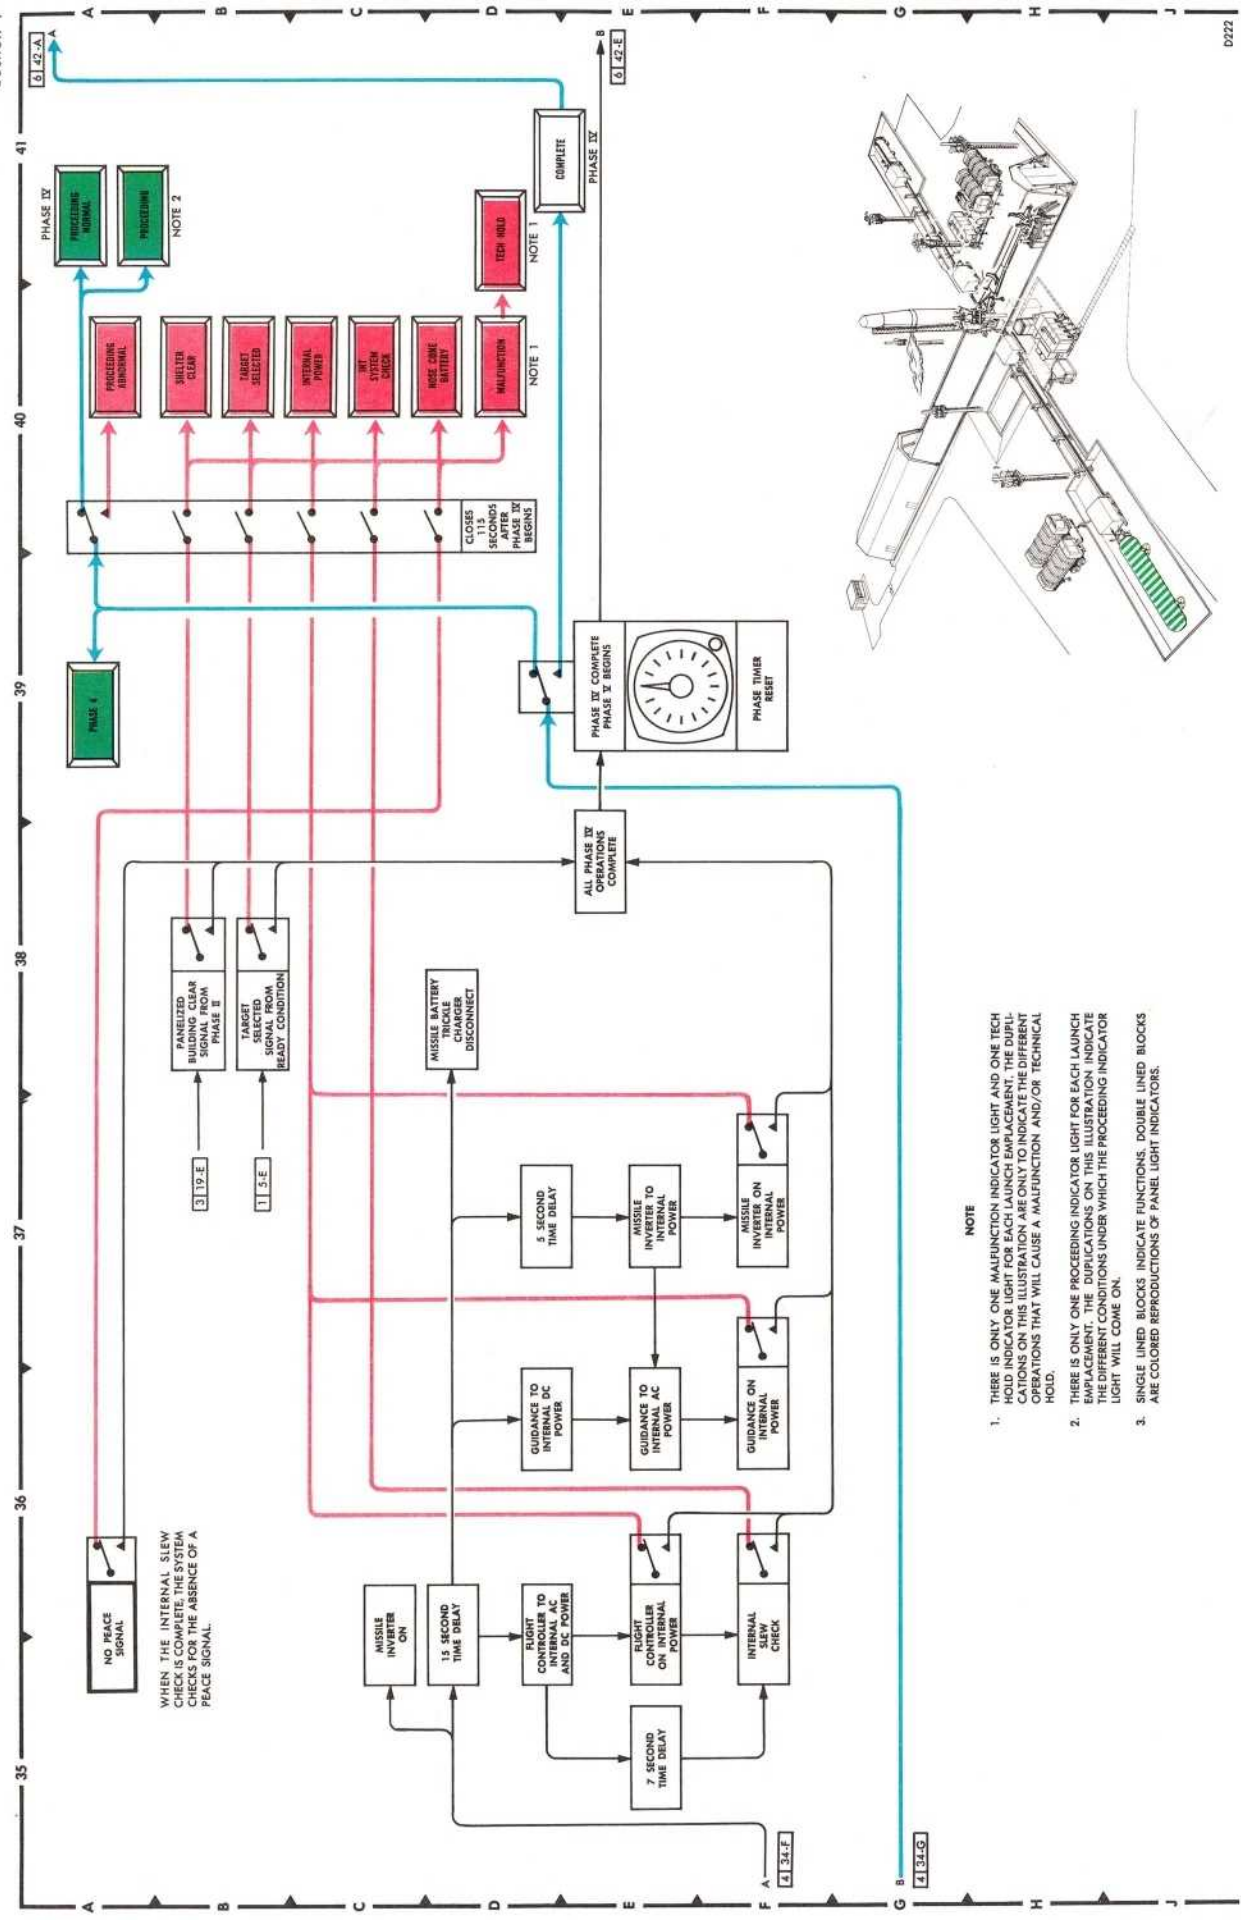 A
B
C
D
E
F
G
H
J
35
36
37
38
39
40
41
NO PEACE
SIGNAL
WHEN THE INTERNAL SLEW
CHECK IS COMPLETE, THE SYSTEM
CHECKS FOR THE ABSENCE OF A
PEACE SIGNAL.
3 19-E
PANELIZED
BUILDING CLEAR
SIGNAL FROM
PHASE II
1 5-E
TARGET
SELECTED
SIGNAL FROM
READY CONDITION
MISSILE
INVERTER
ON
15 SECOND
TIME DELAY
MISSILE BATTERY
TRICKLE
CHARGER
DISCONNECT
FLIGHT
CONTROLLER TO
INTERNAL AC
AND DC POWER
GUIDANCE TO
INTERNAL DC
POWER
5 SECOND
TIME DELAY
7 SECOND
TIME DELAY
FLIGHT
CONTROLLER
ON INTERNAL
POWER
GUIDANCE TO
INTERNAL AC
POWER
MISSILE
INVERTER TO
INTERNAL
POWER
INTERNAL
SLEW
CHECK
GUIDANCE ON
INTERNAL
POWER
MISSILE
INVERTER ON
INTERNAL
POWER
A
4 34-F
B
4 34-G
ALL PHASE IV
OPERATIONS
COMPLETE
PHASE 4
PHASE IV COMPLETE
PHASE V BEGINS
PHASE TIMER
RESET
CLOSES
115
SECONDS
AFTER
PHASE IV
BEGINS
PHASE IV
PROCEEDING
NORMAL
PROCEEDING
NOTE 2
PROCEEDING
ABNORMAL
SHELTER
CLEAR
TARGET
SELECTED
INTERNAL
POWER
INT
SYSTEM
CHECK
NOSE CONE
BATTERY
MALFUNCTION
NOTE 1
TECH HOLD
NOTE 1
COMPLETE
PHASE IV
6 42-A
A
6 42-E
B
NOTE
1. THERE IS ONLY ONE MALFUNCTION INDICATOR LIGHT AND ONE TECH
HOLD INDICATOR LIGHT FOR EACH LAUNCH EMPLACEMENT. THE DUPLI-
CATIONS ON THIS ILLUSTRATION ARE ONLY TO INDICATE THE DIFFERENT
OPERATIONS THAT WILL CAUSE A MALFUNCTION AND/OR TECHNICAL
HOLD.
2. THERE IS ONLY ONE PROCEEDING INDICATOR LIGHT FOR EACH LAUNCH
EMPLACEMENT. THE DUPLICATIONS ON THIS ILLUSTRATION INDICATE
THE DIFFERENT CONDITIONS UNDER WHICH THE PROCEEDING INDICATOR
LIGHT WILL COME ON.
3. SINGLE LINED BLOCKS INDICATE FUNCTIONS. DOUBLE LINED BLOCKS
ARE COLORED REPRODUCTIONS OF PANEL LIGHT INDICATORS.
A
B
C
D
E
F
G
H
J
D222